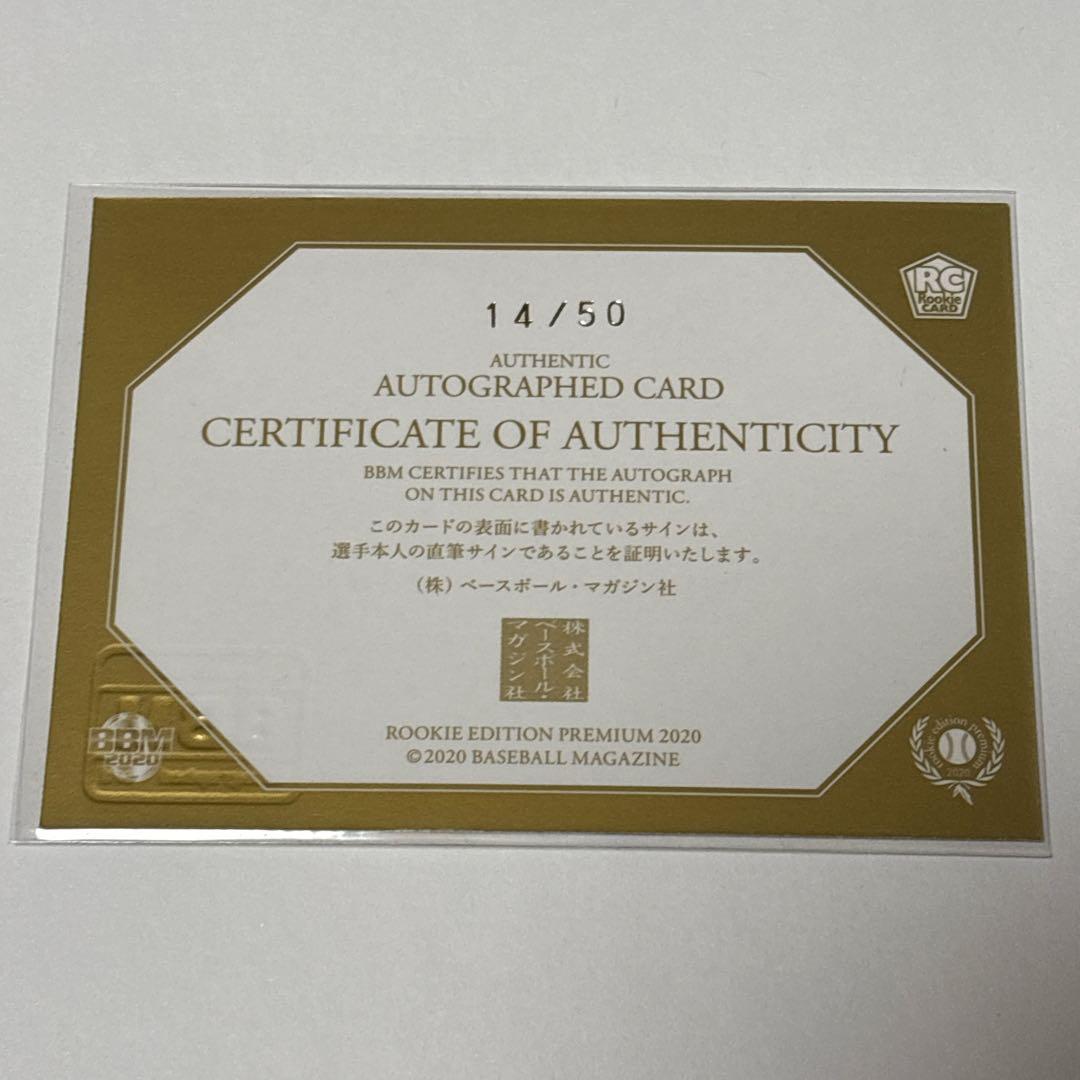 14/50
RC
Rookie
CARD
AUTHENTIC
AUTOGRAPHED CARD
CERTIFICATE OF AUTHENTICITY
BBM CERTIFIES THAT THE AUTOGRAPH
ON THIS CARD IS AUTHENTIC.
このカードの表面に書かれているサインは、
選手本人の直筆サインであることを証明いたします。
(株)ベースボール・マガジン社
株式会社
ベースボール・
マガジン社
BBM
2020
ROOKIE EDITION PREMIUM 2020
©2020 BASEBALL MAGAZINE
rookie edition premium
2020